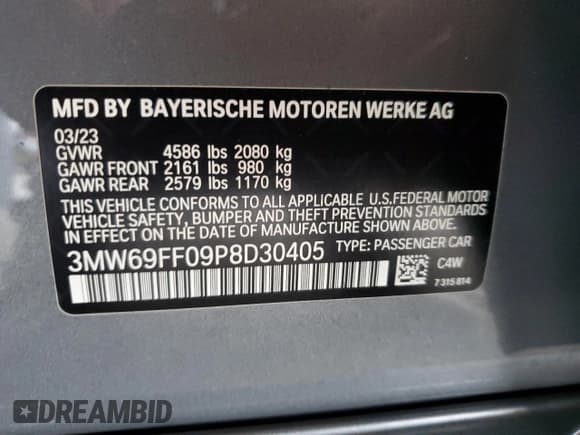 MFD BY BAYERISCHE MOTOREN WERKE AG
03/23
GVWR 4586 lbs 2080 kg
GAWR FRONT 2161 lbs 980 kg
GAWR REAR 2579 lbs 1170 kg
THIS VEHICLE CONFORMS TO ALL APPLICABLE U.S.FEDERAL MOTOR
VEHICLE SAFETY, BUMPER AND THEFT PREVENTION STANDARDS
IN EFFECT ON THE DATE OF MANUFACTURE SHOWN ABOVE.
3MW69FF09P8D30405 TYPE: PASSENGER CAR
C4W
7315814
DREAMBID